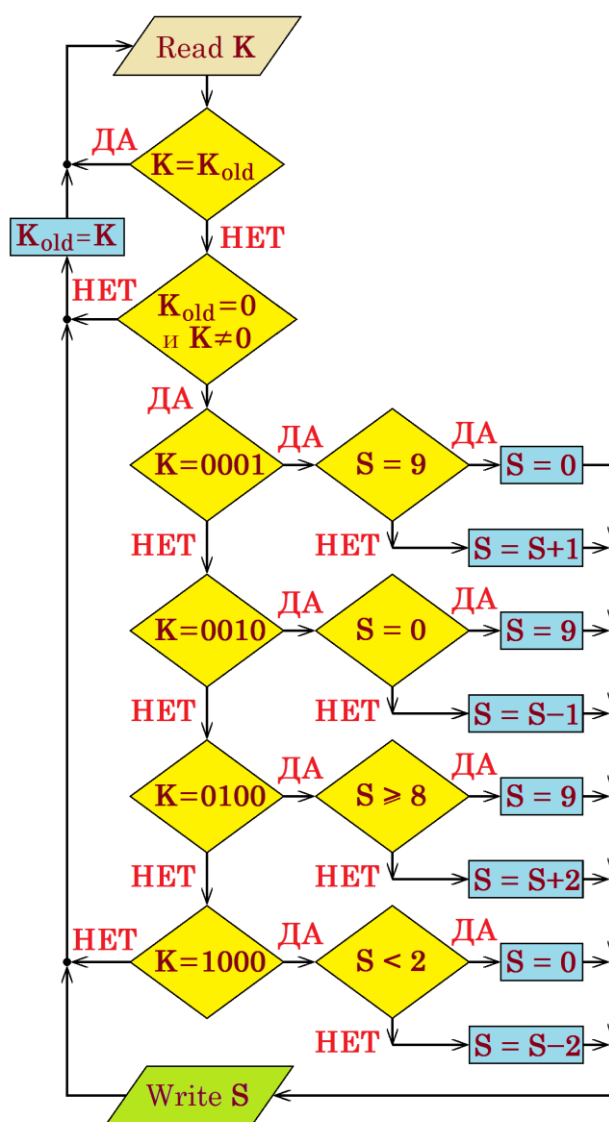 Read K
ДА
K=Kold
Kold=K
НЕТ
НЕТ
Kold=0
и K≠0
ДА
K=0001
ДА
S = 9
ДА
S = 0
НЕТ
НЕТ
S = S+1
K=0010
ДА
S = 0
ДА
S = 9
НЕТ
НЕТ
S = S−1
K=0100
ДА
S ⩾ 8
ДА
S = 9
НЕТ
НЕТ
S = S+2
НЕТ
K=1000
ДА
S < 2
ДА
S = 0
НЕТ
S = S−2
Write S